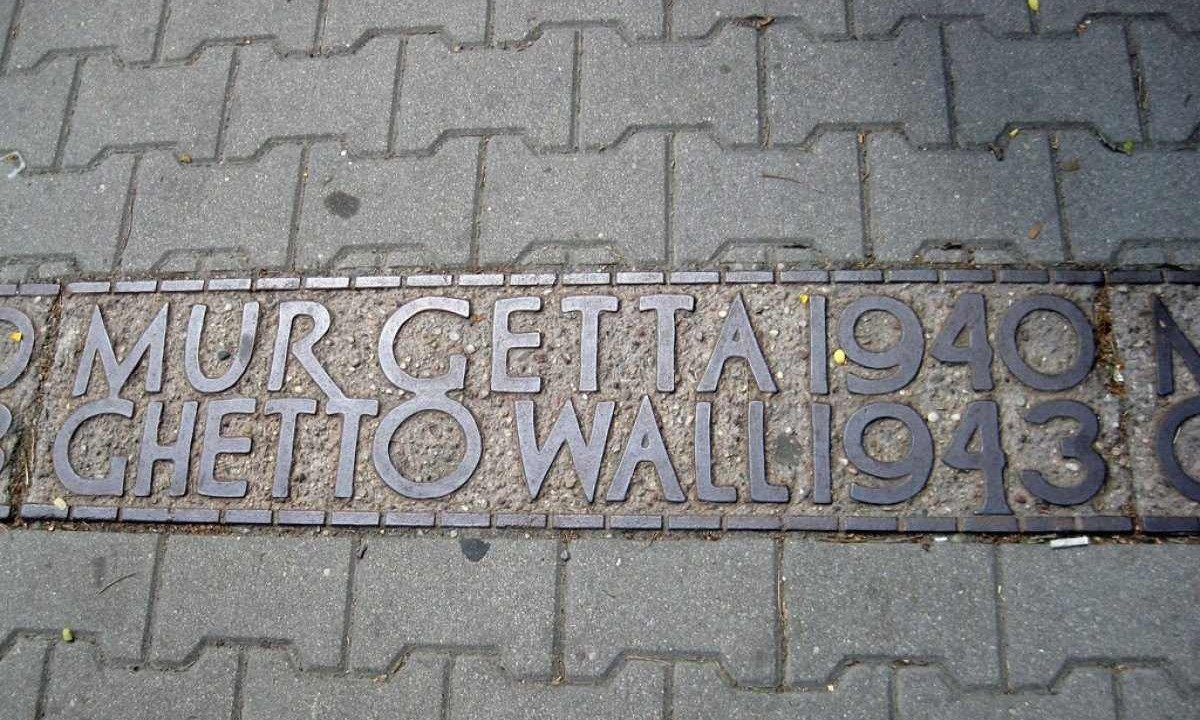 MUR GETTA 1940
GHETTO WALL 1943